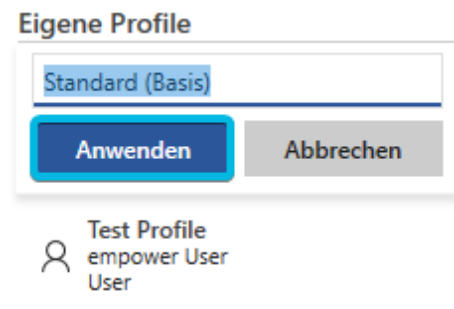 Eigene Profile
Standard (Basis)
Anwenden Abbrechen
Test Profile
empower User
User